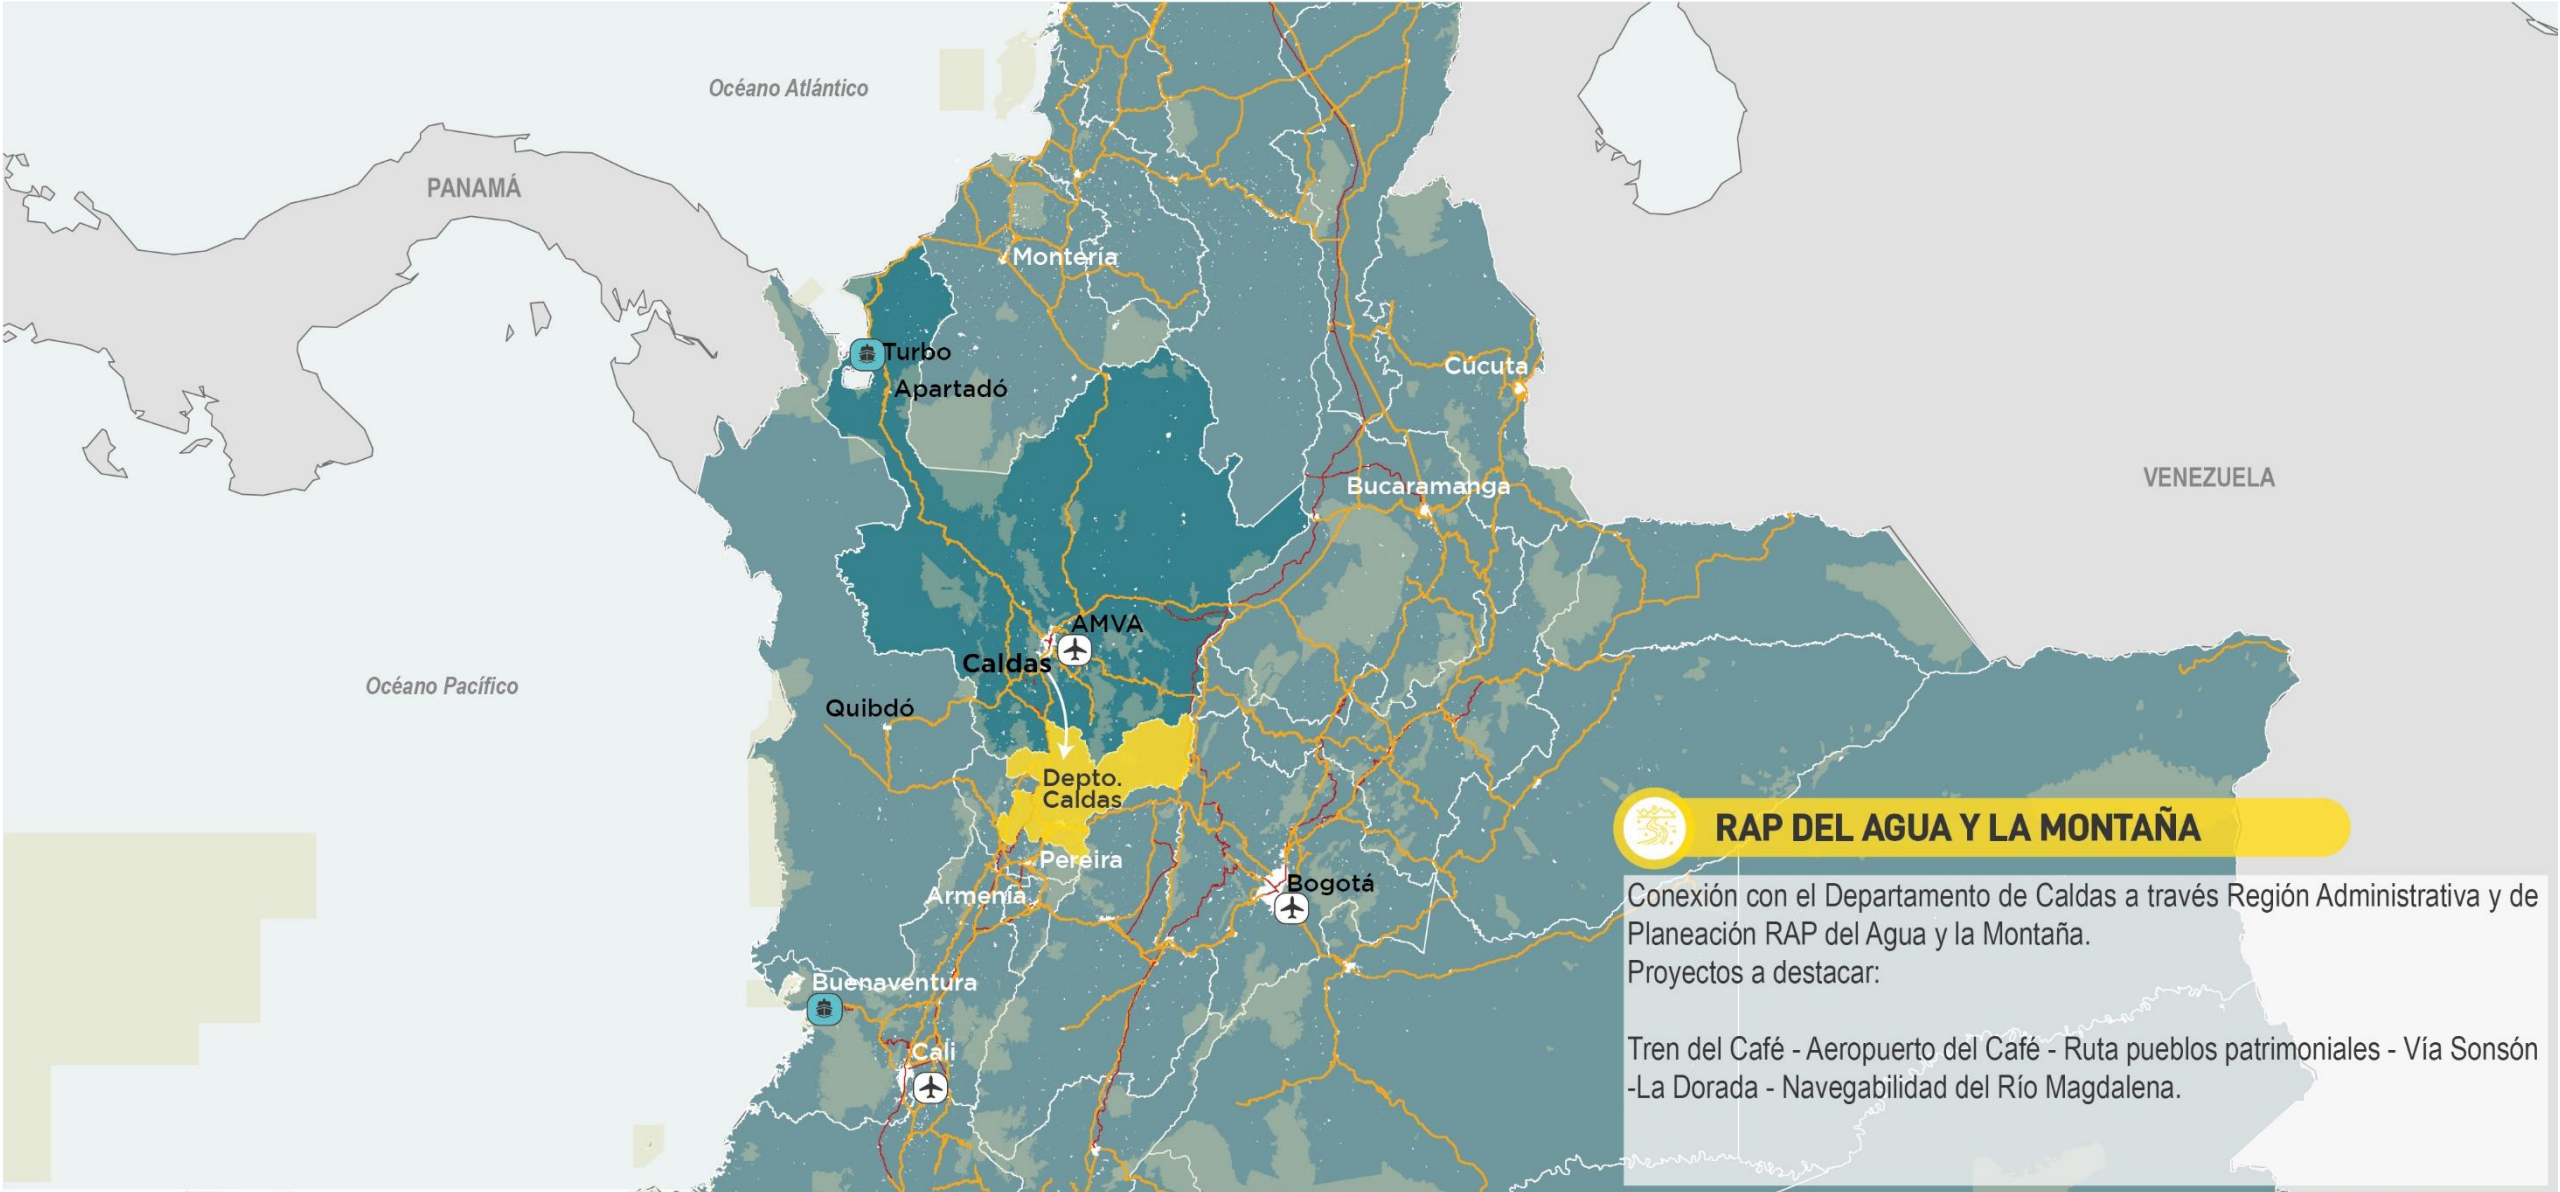 Océano Atlántico
PANAMÁ
Montería
Turbo
Apartadó
Cúcuta
Bucaramanga
VENEZUELA
AMVA
Caldas
Océano Pacífico
Quibdó
Depto.
Caldas
Pereira
Armenia
Bogotá
Buenaventura
Cali
RAP DEL AGUA Y LA MONTAÑA
Conexión con el Departamento de Caldas a través Región Administrativa y de
Planeación RAP del Agua y la Montaña.
Proyectos a destacar:
Tren del Café - Aeropuerto del Café - Ruta pueblos patrimoniales - Vía Sonsón
-La Dorada - Navegabilidad del Río Magdalena.